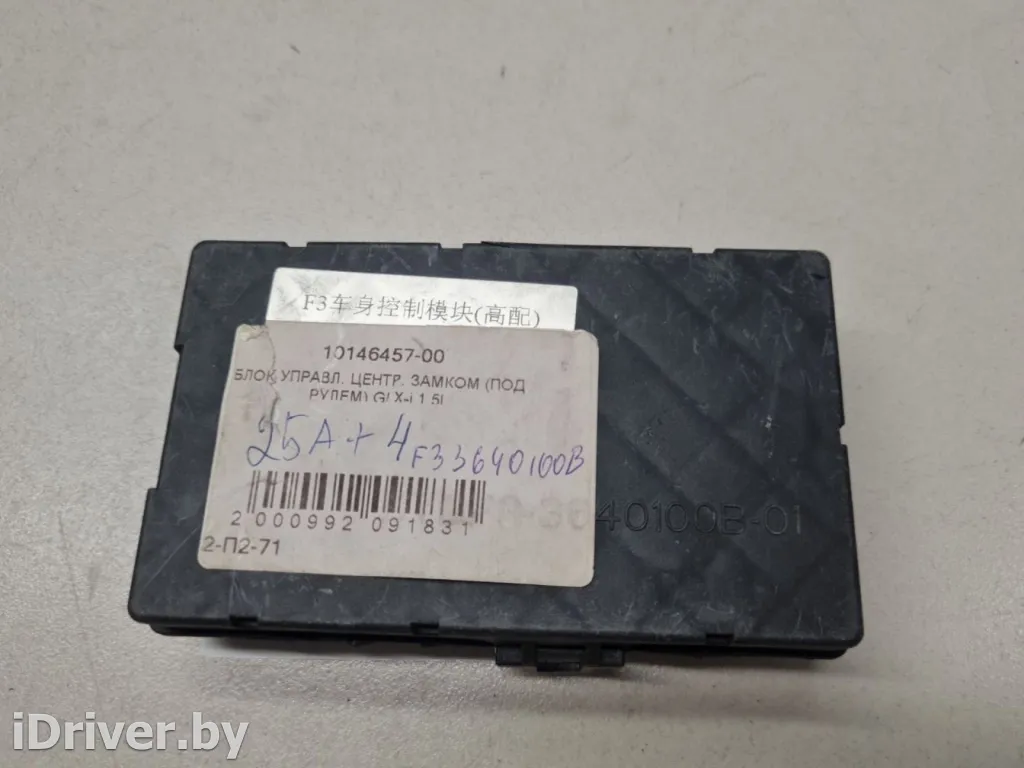 F3车身控制模块(高配)
10146457-00
БЛОК УПРАВЛ. ЦЕНТР. ЗАМКОМ (ПОД
РУЛЕМ) GLX-i 1.5L
25A+4 F33640100B
3640100B-01
2 000992 091831
2-П2-71
iDriver.by